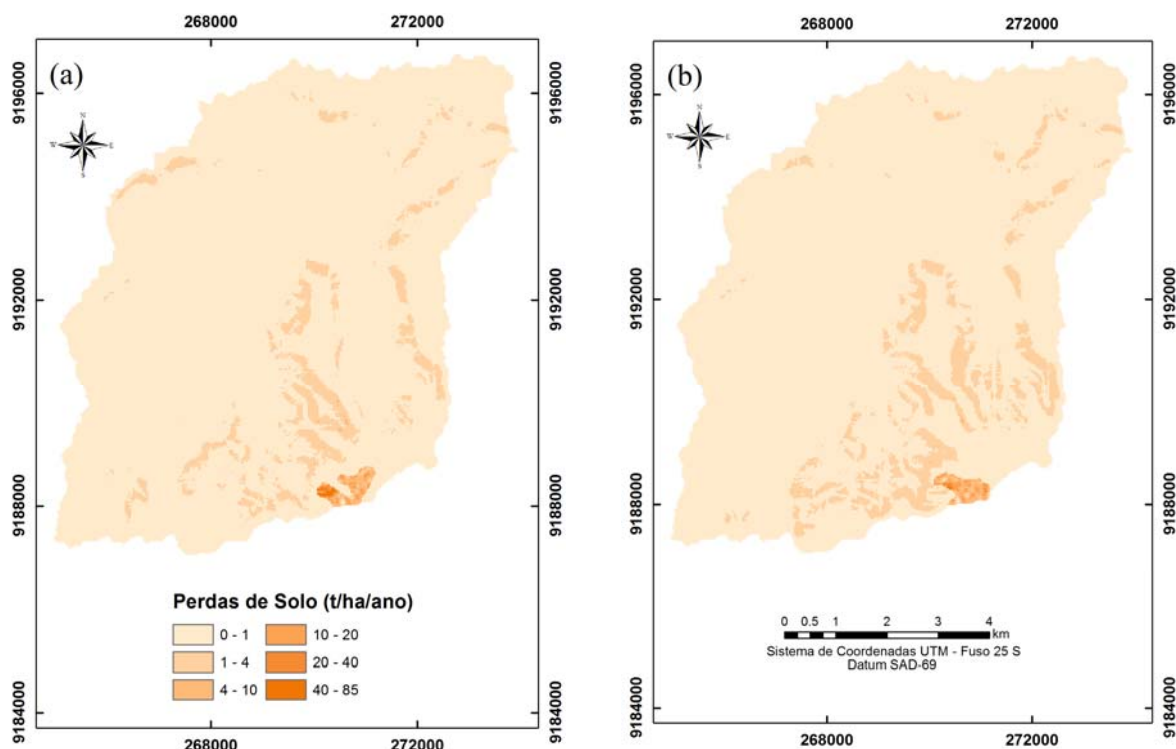 268000 272000
(a)
N
W E
S
9196000
9192000
9188000
9184000
9196000
9192000
9188000
9184000
Perdas de Solo (t/ha/ano)
0 - 1 10 - 20
1 - 4 20 - 40
4 - 10 40 - 85
268000 272000
268000 272000
(b)
N
W E
S
9196000
9192000
9188000
9184000
9196000
9192000
9188000
9184000
0 0.5 1 2 3 4
km
Sistema de Coordenadas UTM - Fuso 25 S
Datum SAD-69
268000 272000